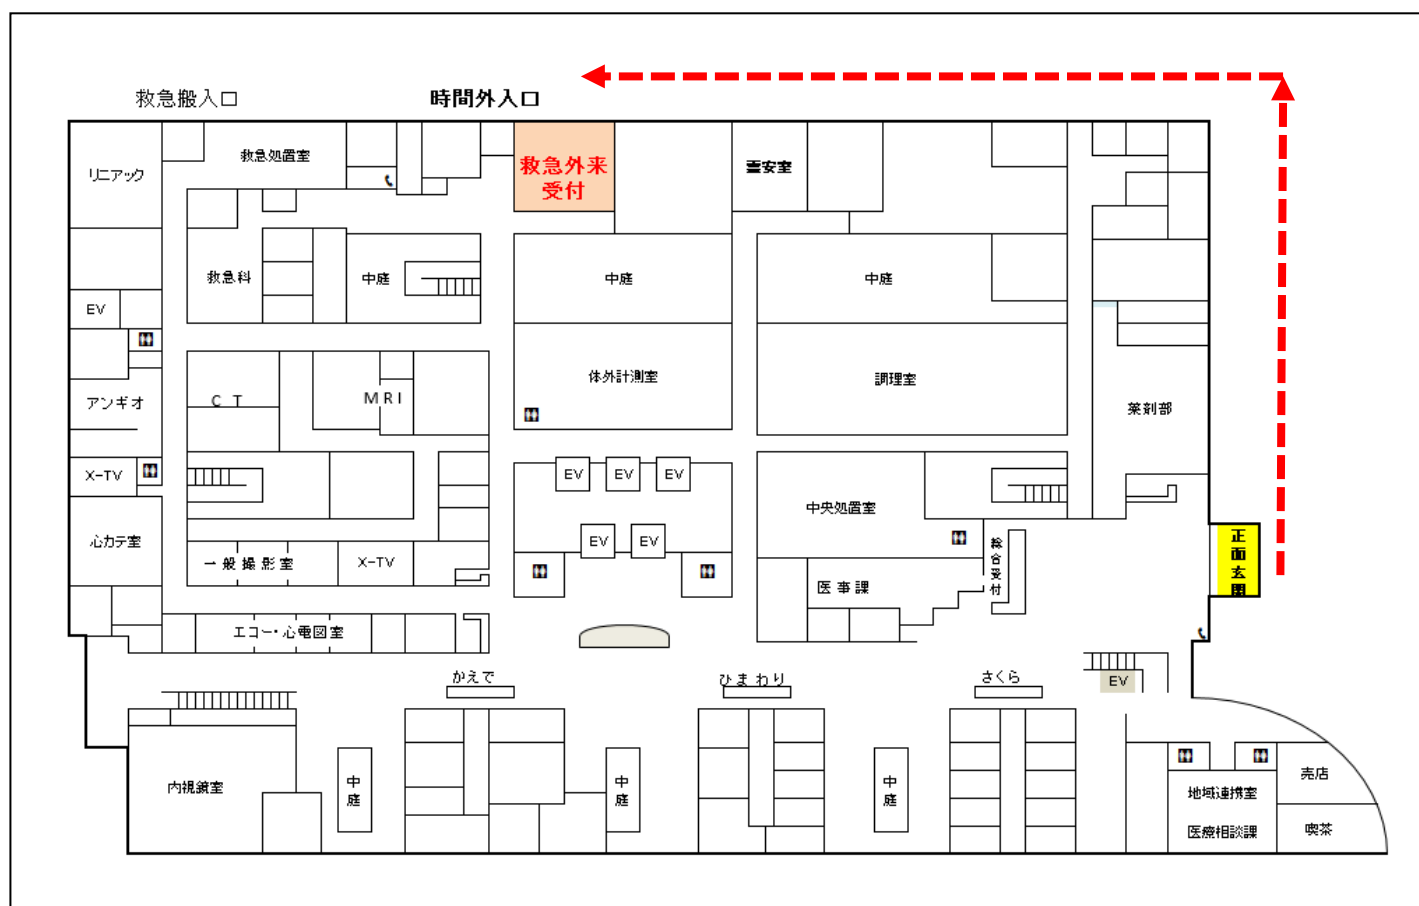 救急搬入口
時間外入口
リニアック
救急処置室
救急外来
受付
霊安室
救急科
中庭
中庭
中庭
EV
体外計測室
調理室
アンギオ
CT
MRI
薬剤部
X-TV
EV
EV
EV
中央処置室
心カテ室
一般撮影室
X-TV
EV
EV
医事課
総合受付
正面玄関
エコー・心電図室
かえで
ひまわり
さくら
EV
内視鏡室
中庭
中庭
中庭
地域連携室
医療相談課
売店
喫茶